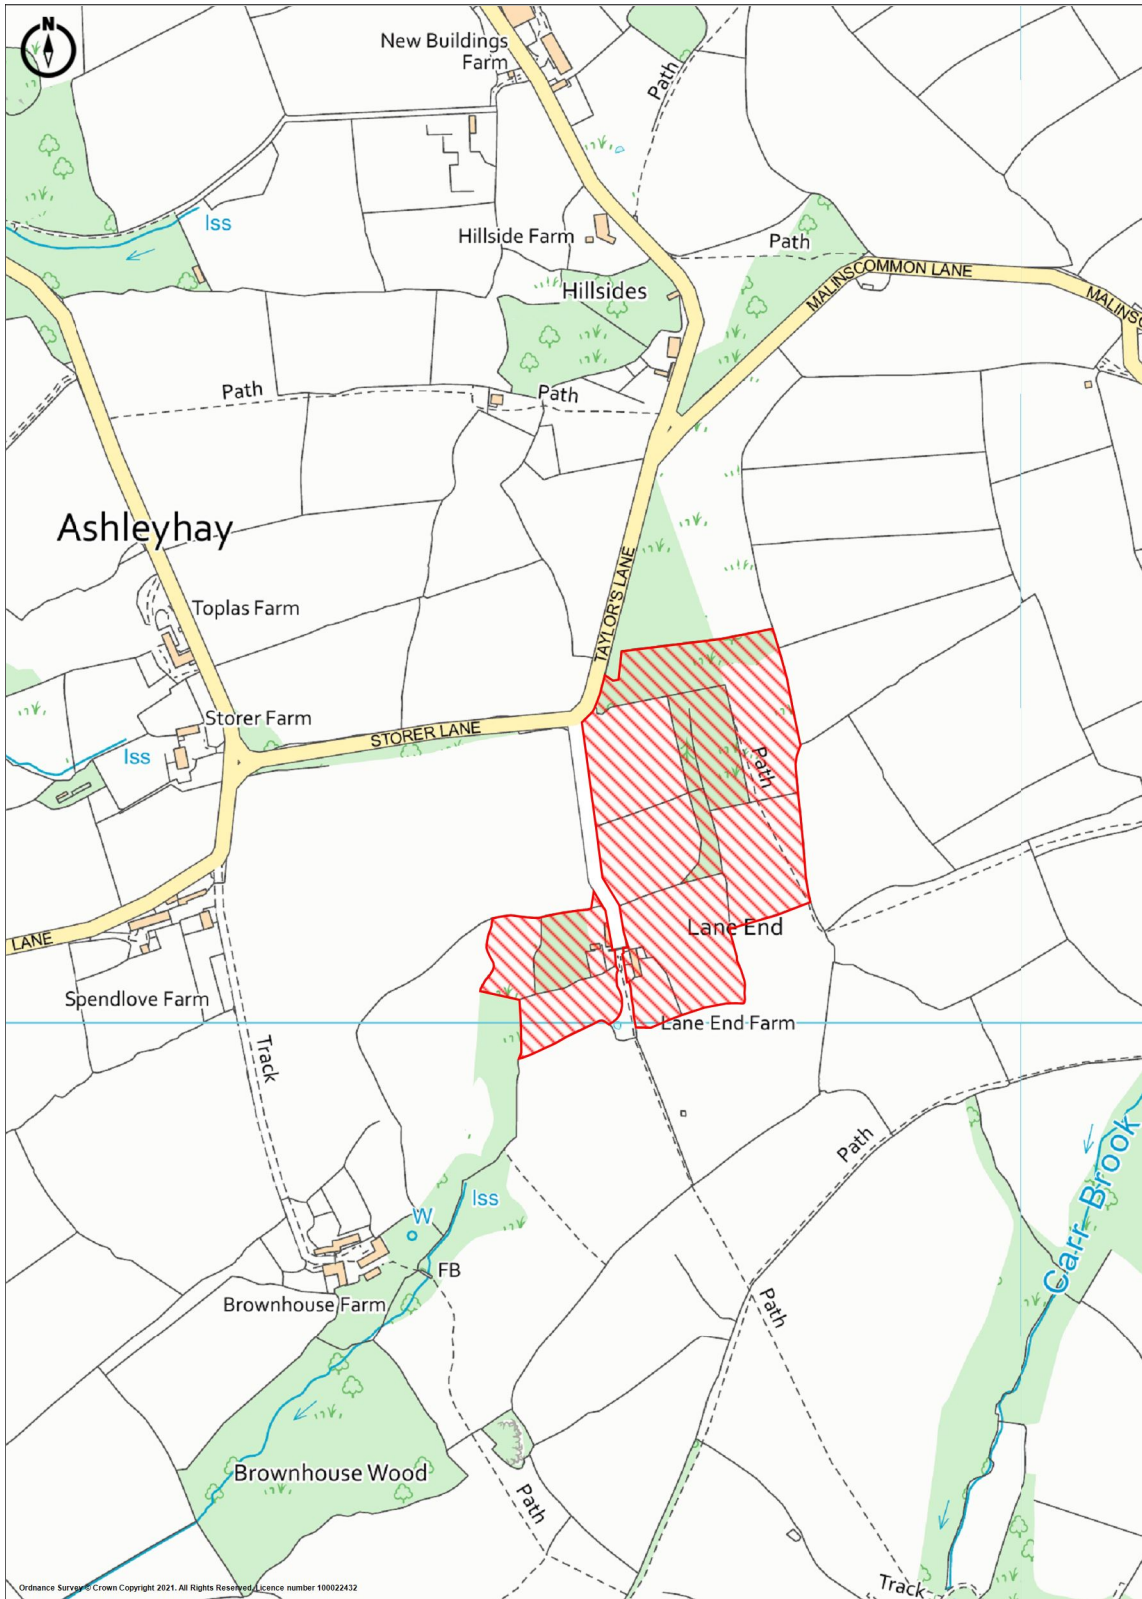 N
New Buildings
Farm
Path
Iss
Hillside Farm
Path
Hillsides
MALINSCOMMON LANE
MALINSC
Path
Path
Ashleyhay
TAYLOR'S LANE
Toplas Farm
Storer Farm
STORER LANE
Iss
Path
LANE
Lane End
Spendlove Farm
Lane End Farm
Track
Path
Carr Brook
Iss
W
FB
Brownhouse Farm
Path
Brownhouse Wood
Path
Track
Ordnance Survey © Crown Copyright 2021. All Rights Reserved. Licence number 100022432